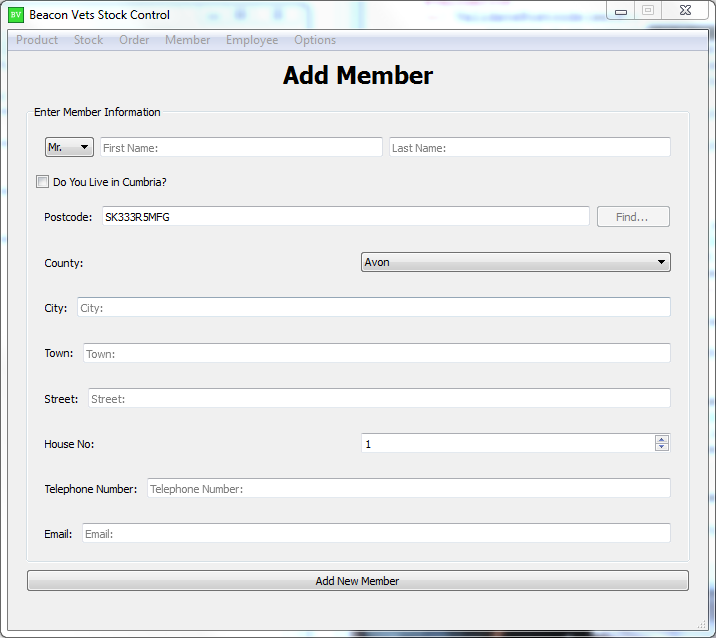 BV Beacon Vets Stock Control
Product Stock Order Member Employee Options
Add Member
Enter Member Information
Mr. First Name: Last Name:
Do You Live in Cumbria?
Postcode: SK333R5MFG Find...
County: Avon
City: City:
Town: Town:
Street: Street:
House No: 1
Telephone Number: Telephone Number:
Email: Email:
Add New Member